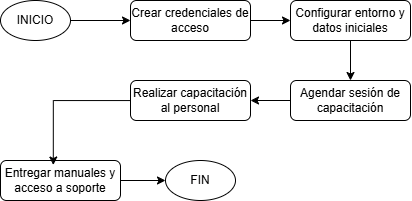 INICIO
Crear credenciales de
acceso
Configurar entorno y
datos iniciales
Agendar sesión de
capacitación
Realizar capacitación
al personal
Entregar manuales y
acceso a soporte
FIN